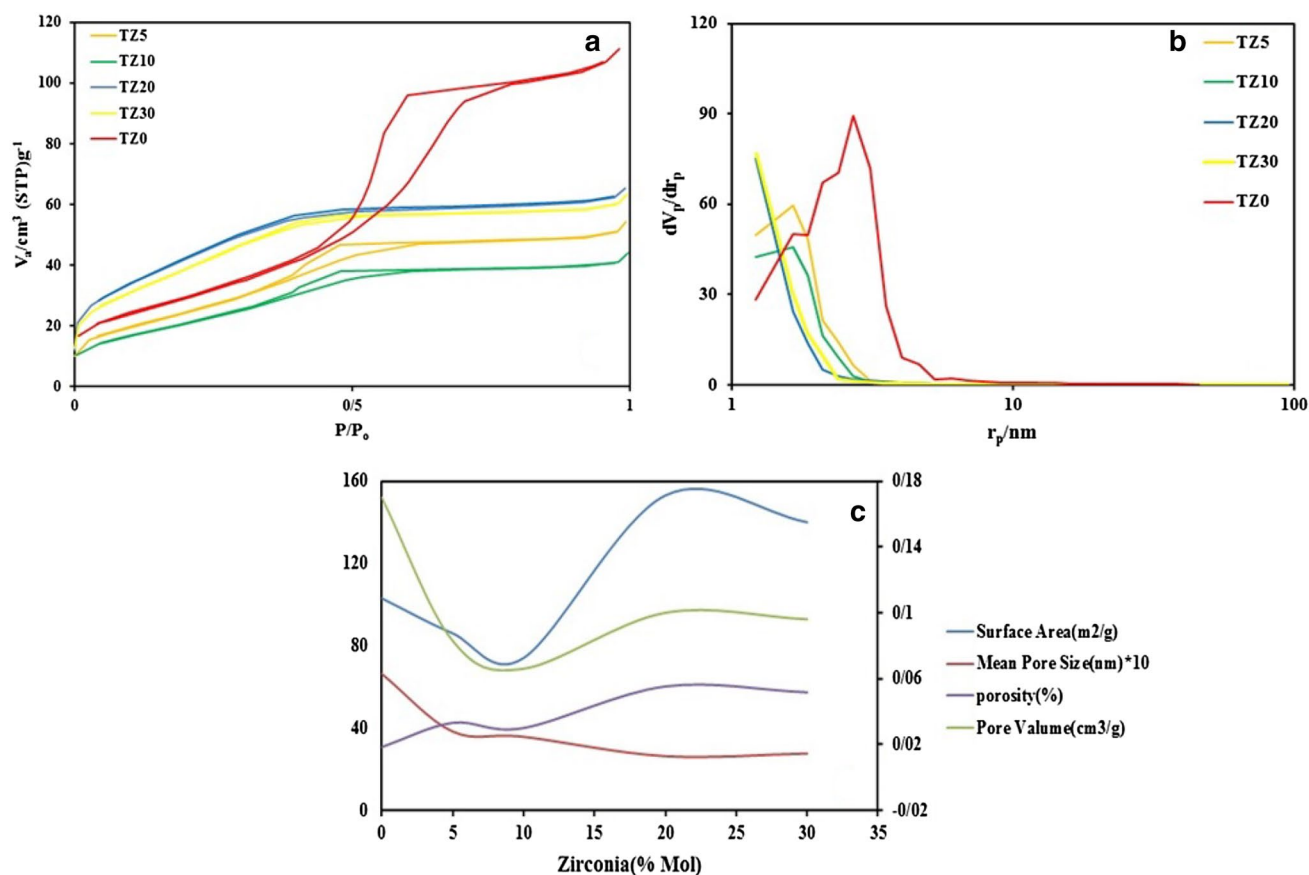 a
120
100
80
60
40
20
0
TZ5
TZ10
TZ20
TZ30
TZ0
Vₐ/cm³ (STP)g⁻¹
0 0/5 1
P/Pₒ
b
120
90
60
30
0
TZ5
TZ10
TZ20
TZ30
TZ0
dVₚ/drₚ
1 10 100
rₚ/nm
c
160
120
80
40
0
0/18
0/14
0/1
0/06
0/02
-0/02
0 5 10 15 20 25 30 35
Zirconia(% Mol)
Surface Area(m2/g)
Mean Pore Size(nm)*10
porosity(%)
Pore Valume(cm3/g)